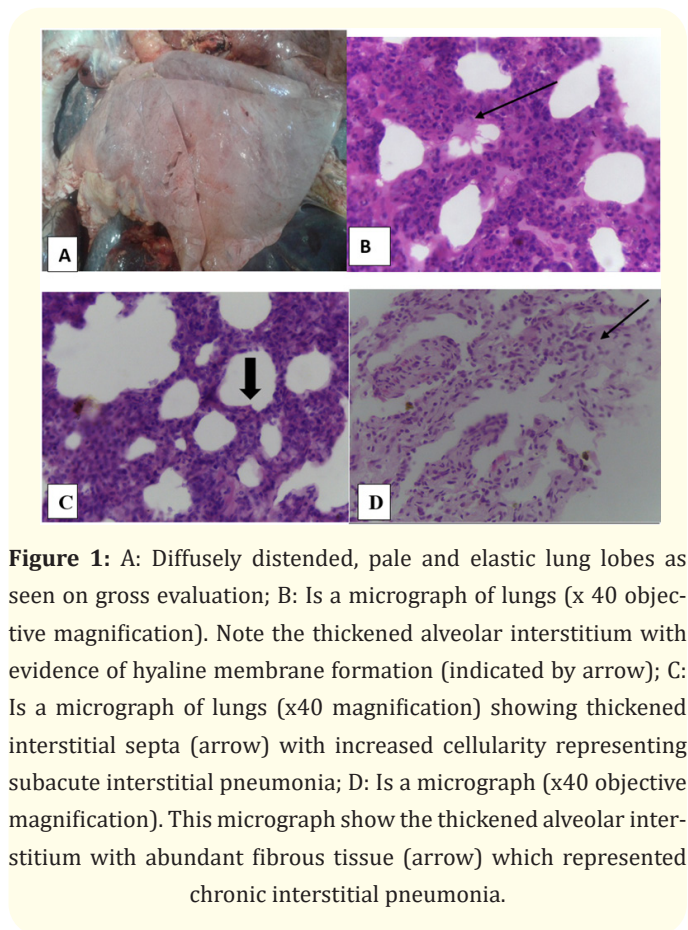 A
B
C
D
Figure 1: A: Diffusely distended, pale and elastic lung lobes as
seen on gross evaluation; B: Is a micrograph of lungs (x 40 objec-
tive magnification). Note the thickened alveolar interstitium with
evidence of hyaline membrane formation (indicated by arrow); C:
Is a micrograph of lungs (x40 magnification) showing thickened
interstitial septa (arrow) with increased cellularity representing
subacute interstitial pneumonia; D: Is a micrograph (x40 objective
magnification). This micrograph show the thickened alveolar inter-
stitium with abundant fibrous tissue (arrow) which represented
chronic interstitial pneumonia.